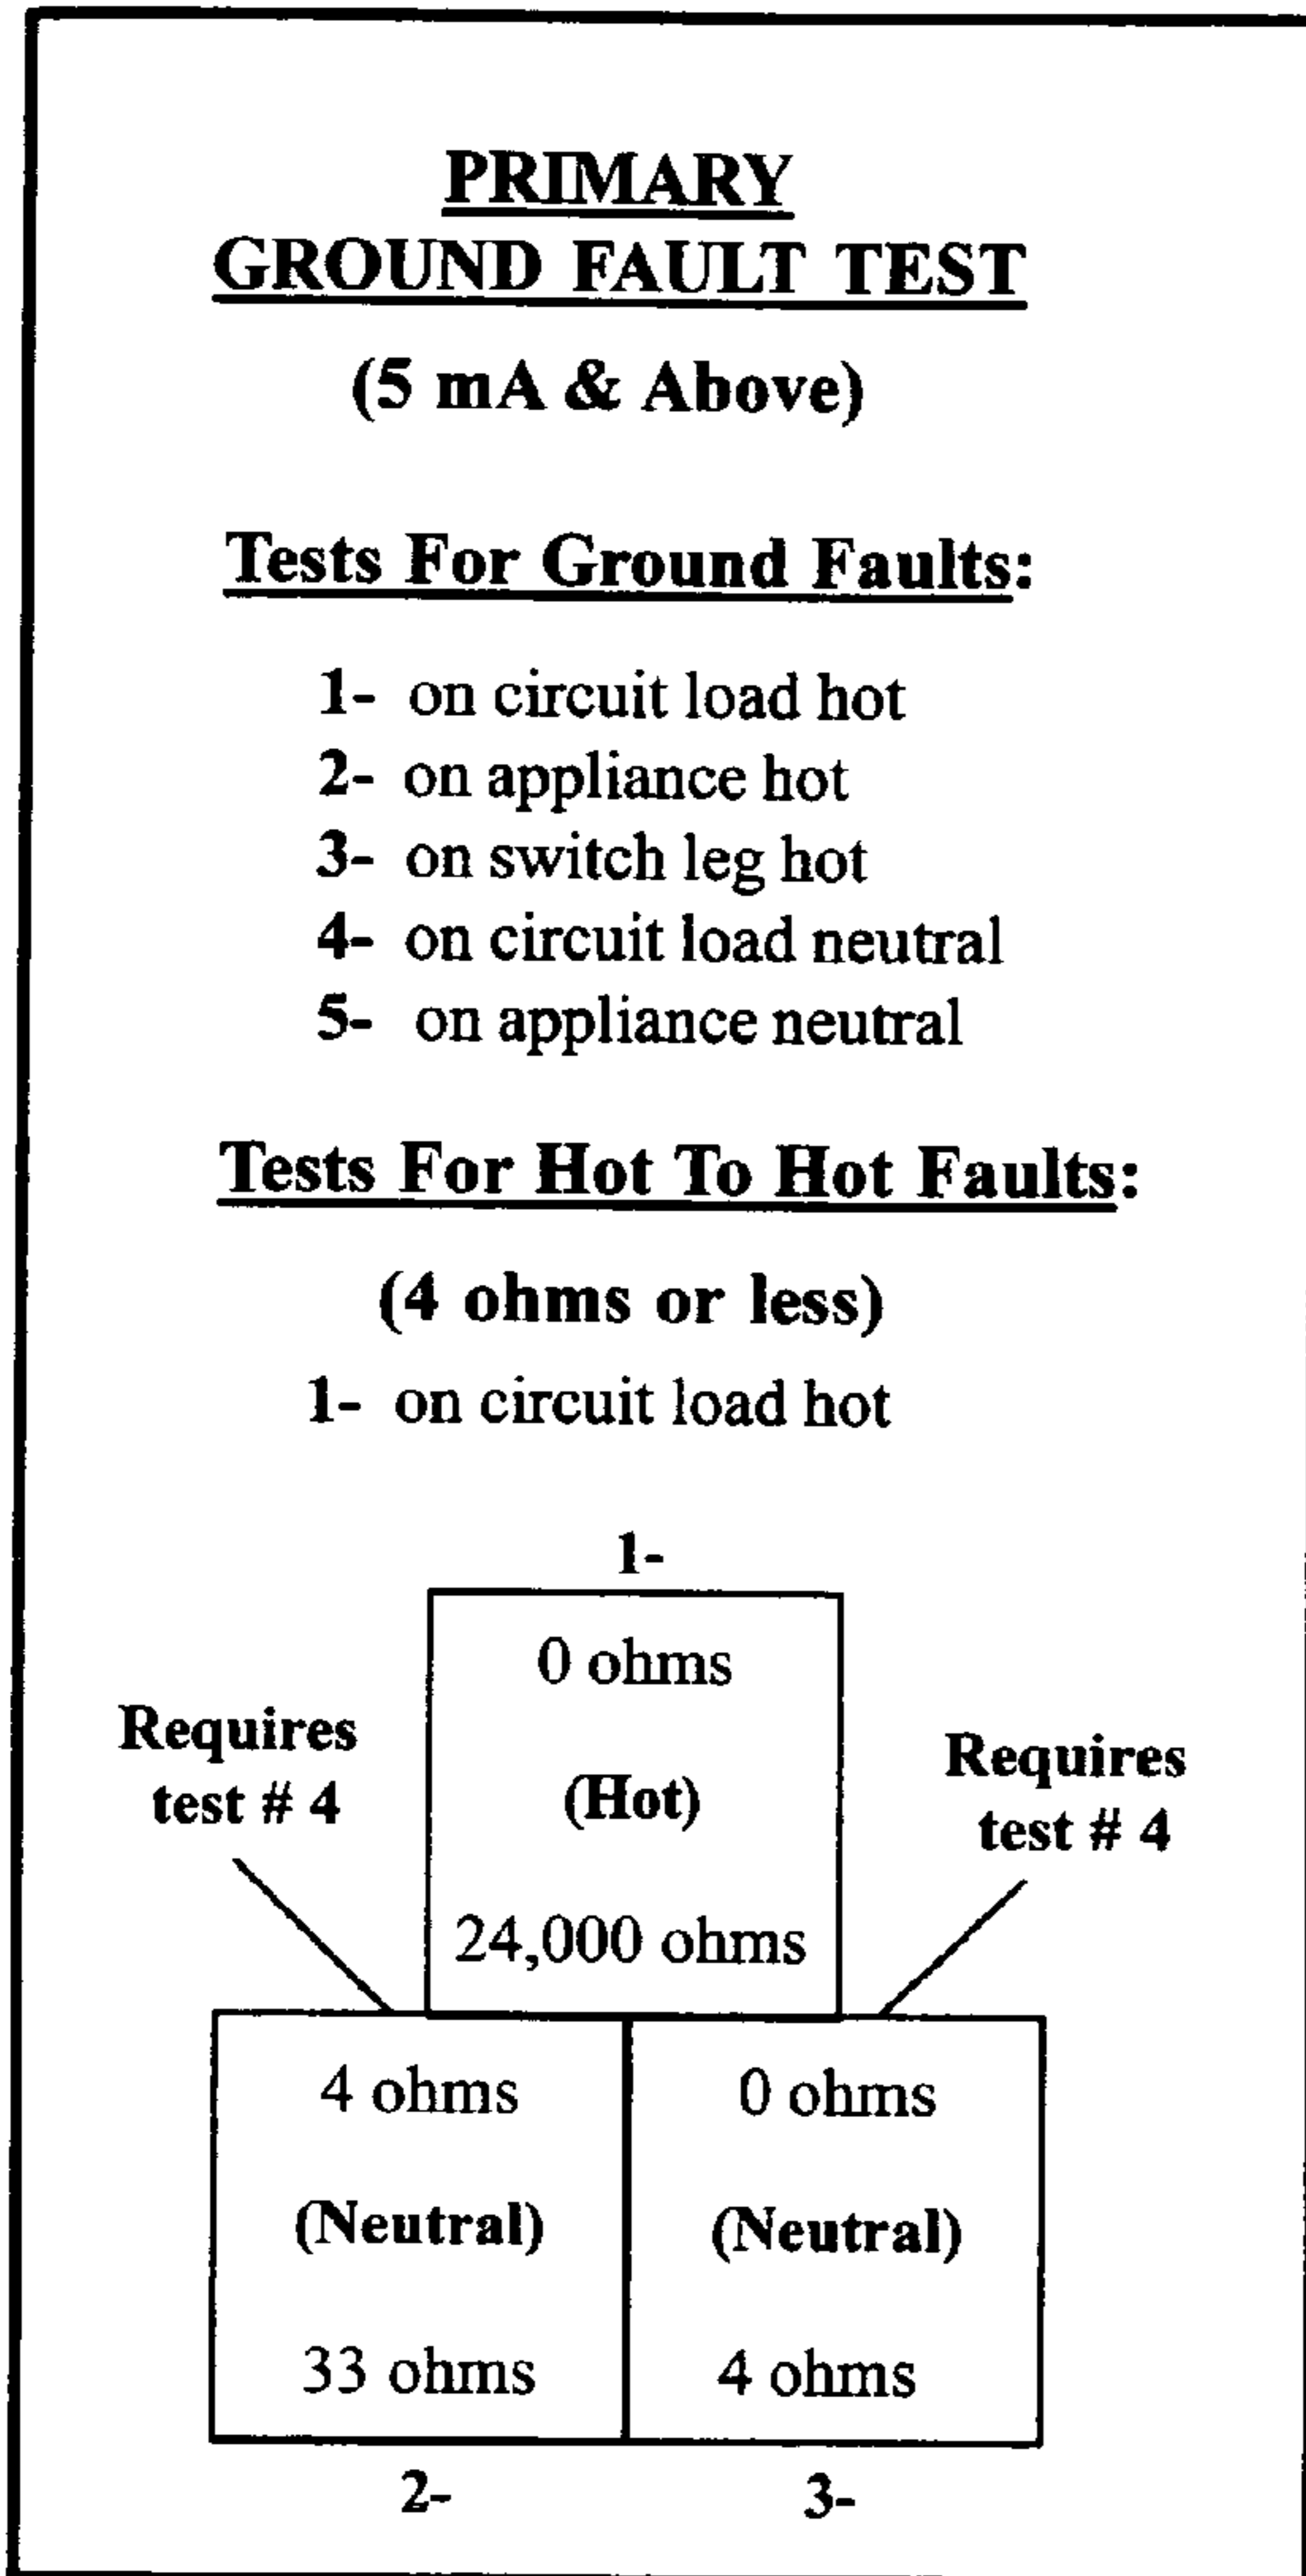 PRIMARY
GROUND FAULT TEST
(5 mA & Above)
Tests For Ground Faults:
1- on circuit load hot
2- on appliance hot
3- on switch leg hot
4- on circuit load neutral
5- on appliance neutral
Tests For Hot To Hot Faults:
(4 ohms or less)
1- on circuit load hot
1-
0 ohms
(Hot)
24,000 ohms
Requires
test # 4
Requires
test # 4
4 ohms
(Neutral)
33 ohms
0 ohms
(Neutral)
4 ohms
2-
3-